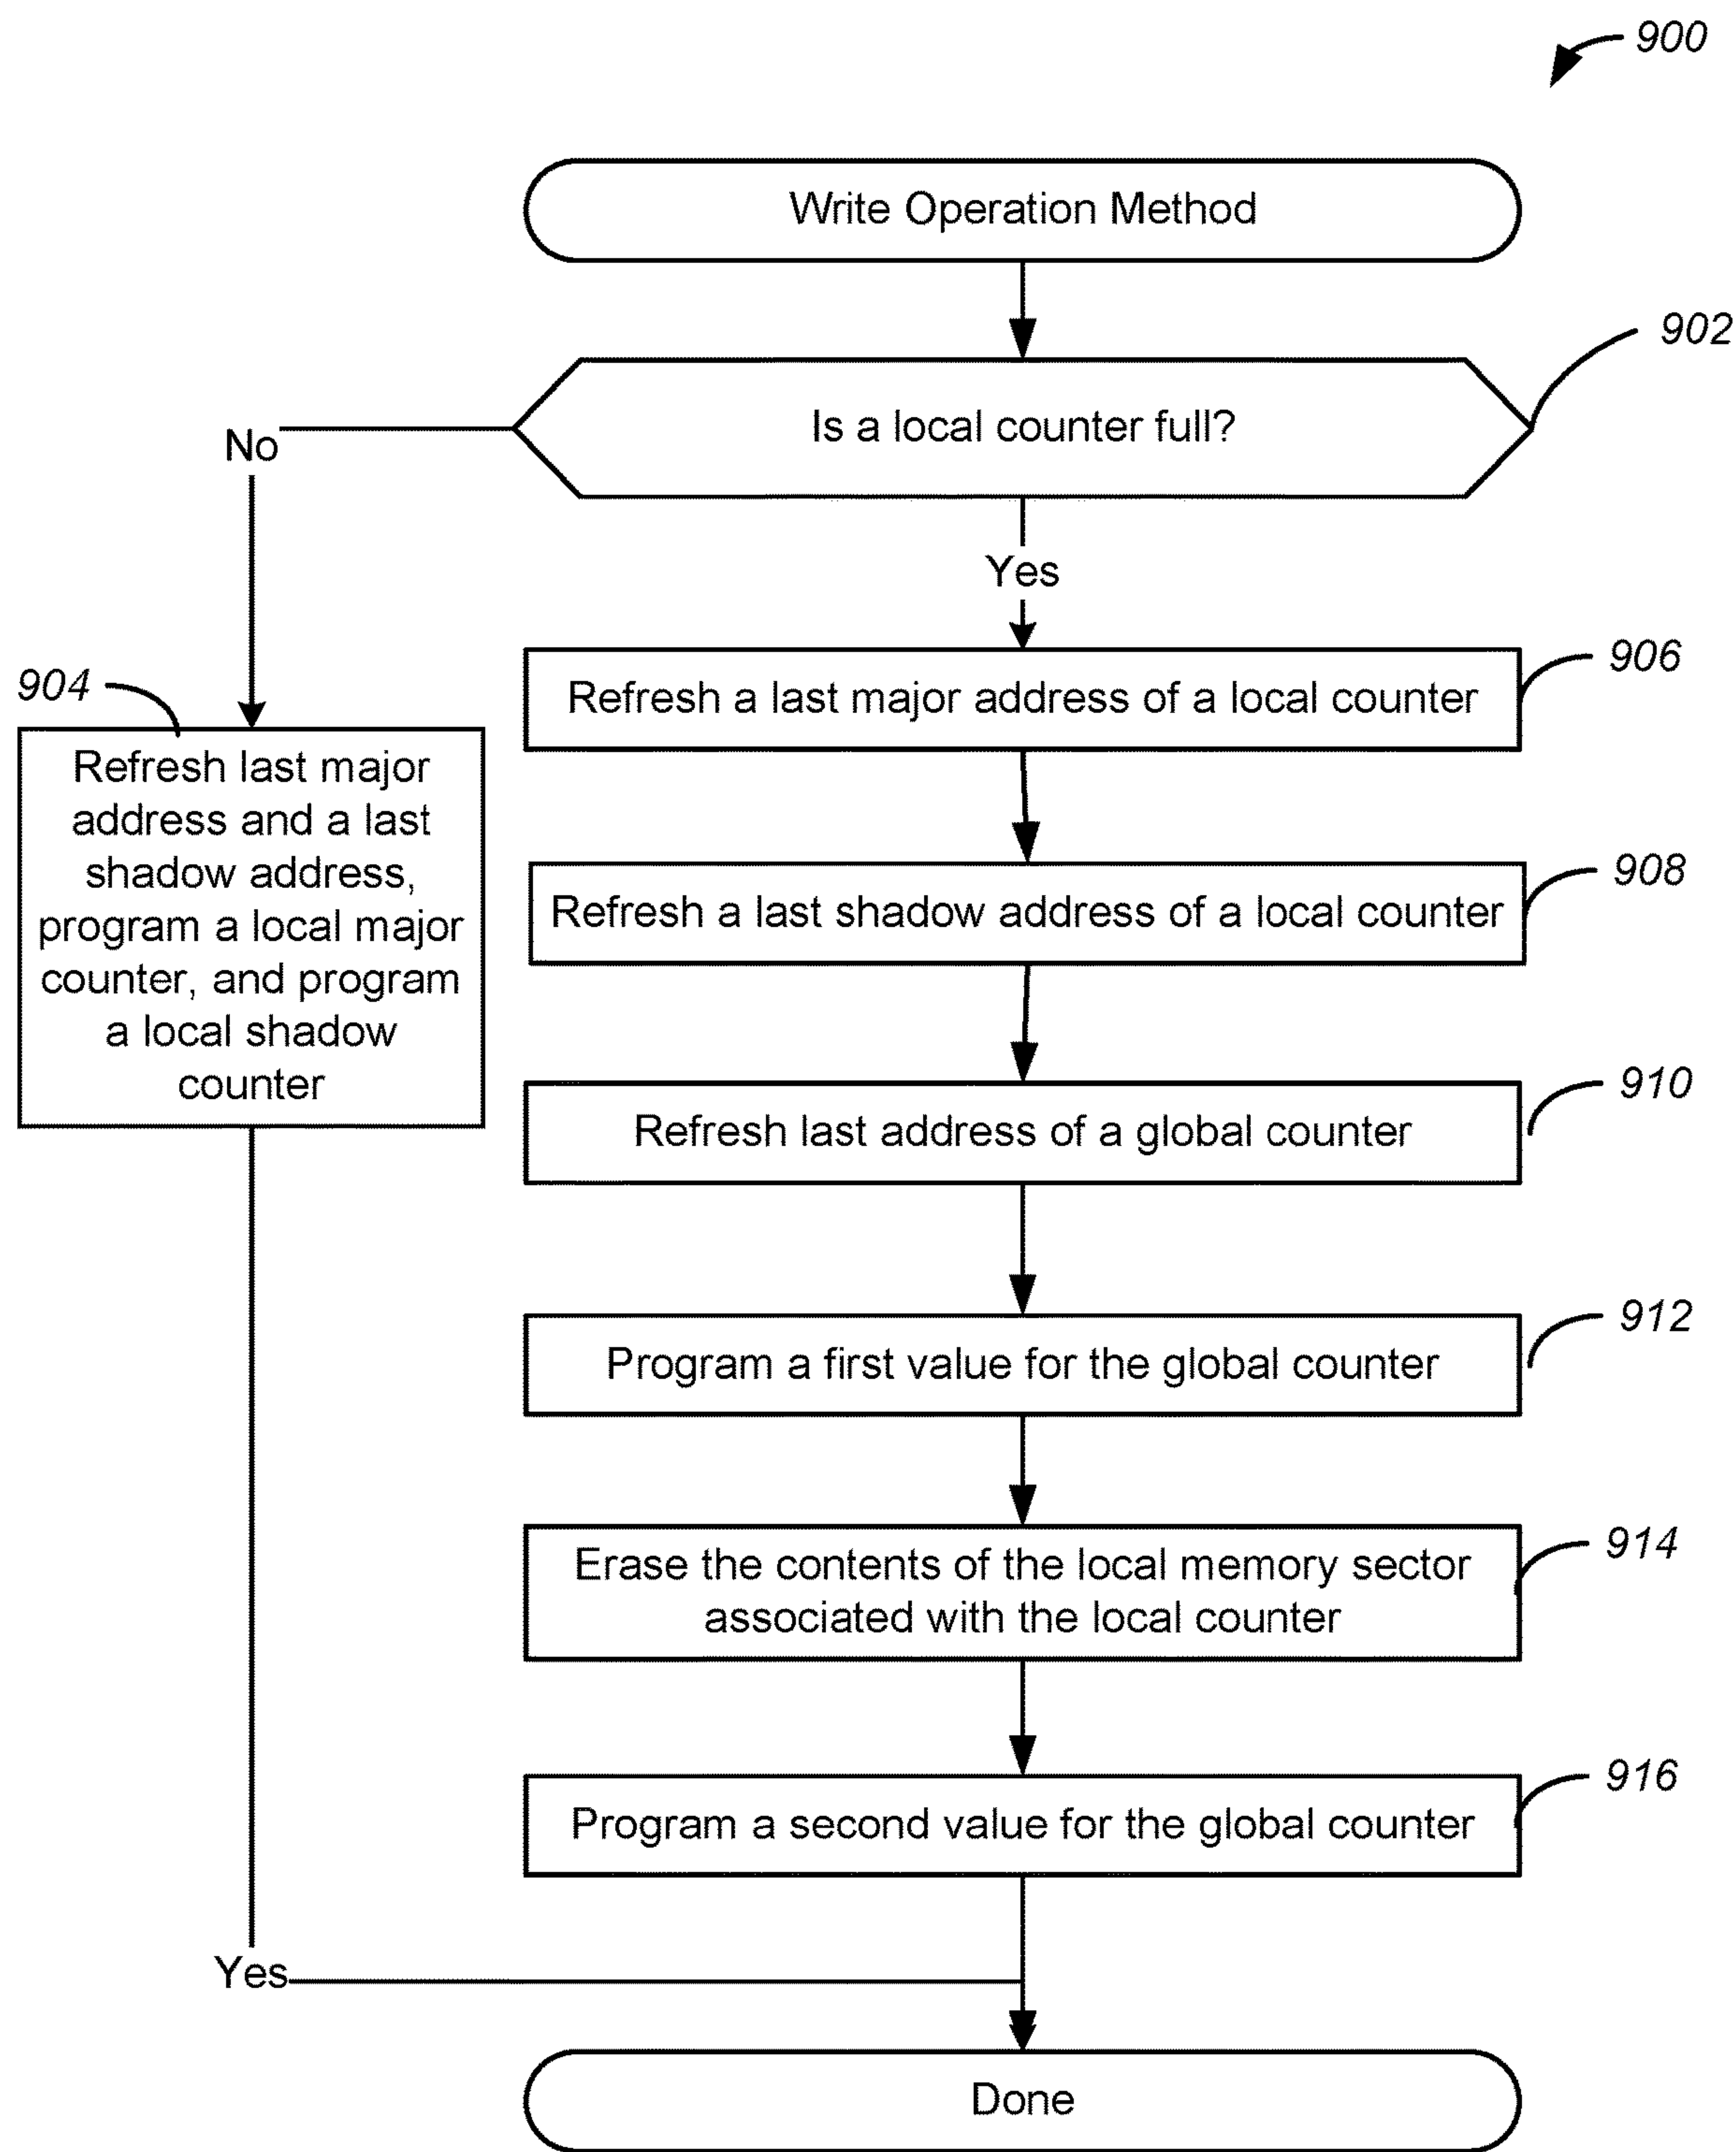 900
Write Operation Method
902
Is a local counter full?
No
Yes
906
Refresh a last major address of a local counter
904
Refresh last major
address and a last
shadow address,
program a local major
counter, and program
a local shadow
counter
908
Refresh a last shadow address of a local counter
910
Refresh last address of a global counter
912
Program a first value for the global counter
914
Erase the contents of the local memory sector
associated with the local counter
916
Program a second value for the global counter
Yes
Done